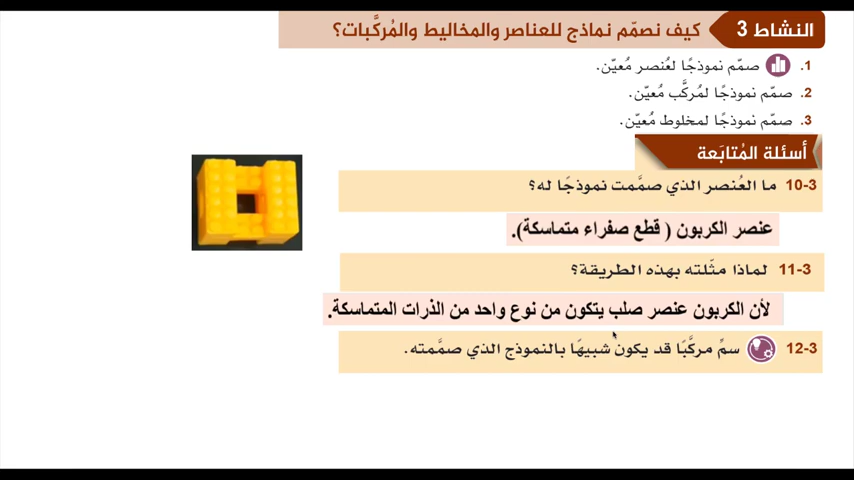 النشاط 3 كيف نصمّم نماذج للعناصر والمخاليط والمُركَّبات؟
1. صمّم نموذجًا لعُنصر مُعيّن.
2. صمّم نموذجًا لمُركَّب مُعيّن.
3. صمّم نموذجًا لمخلوط مُعيّن.
أسئلة المُتابَعة
10-3 ما العُنصر الذي صمَّمت نموذجًا له؟
عنصر الكربون ( قطع صفراء متماسكة).
11-3 لماذا مثّلته بهذه الطريقة؟
لأن الكربون عنصر صلب يتكون من نوع واحد من الذرات المتماسكة.
12-3 سمِّ مركَّبًا قد يكون شبيهًا بالنموذج الذي صمَّمته.